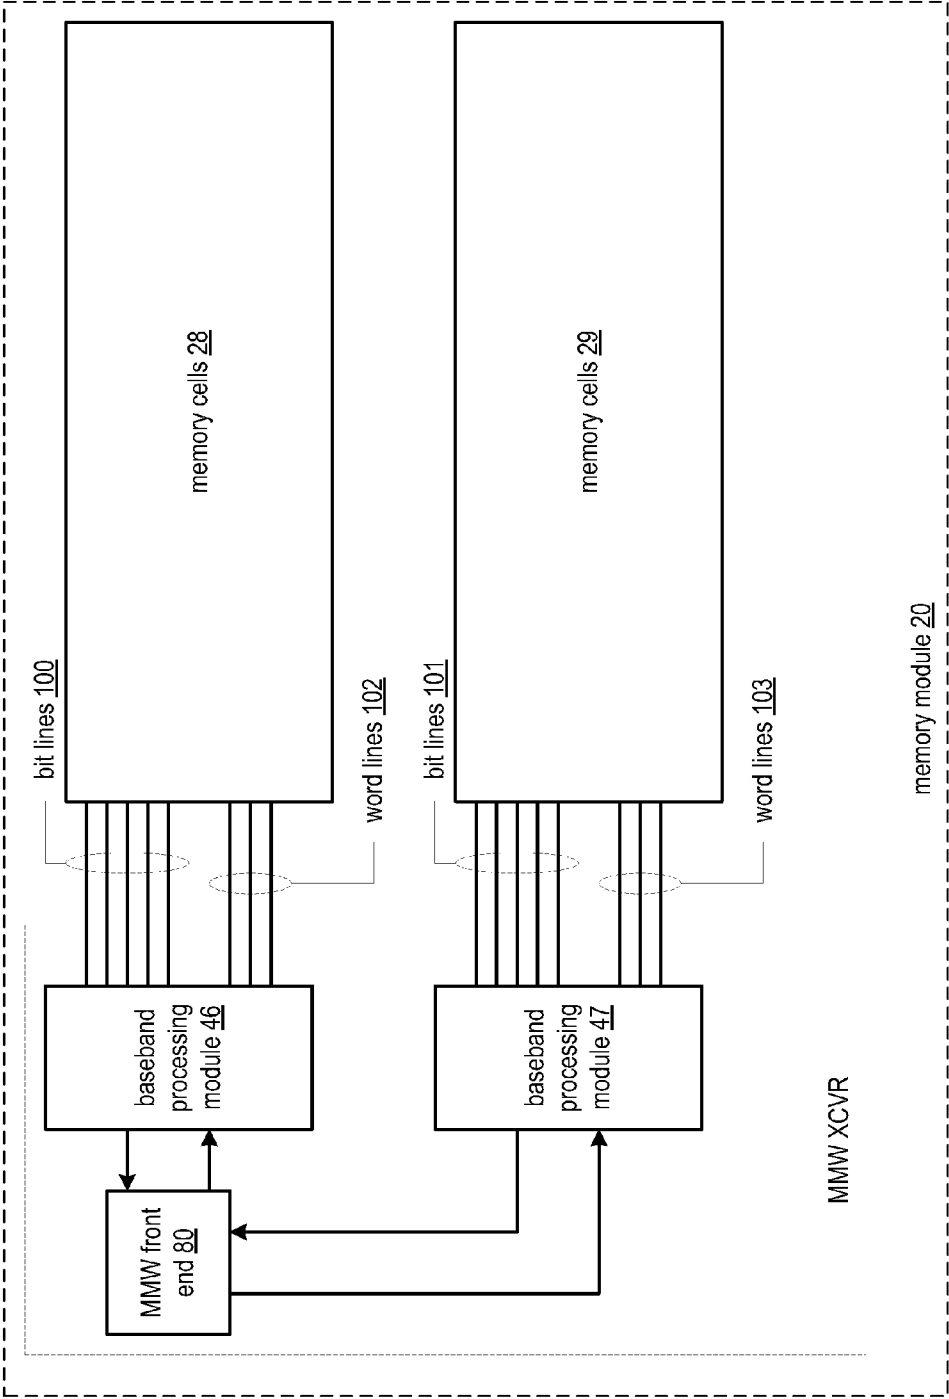 bit lines 100
memory cells 28
baseband
processing
module 46
MMW front
end 80
word lines 102
bit lines 101
memory cells 29
baseband
processing
module 47
word lines 103
MMW XCVR
memory module 20